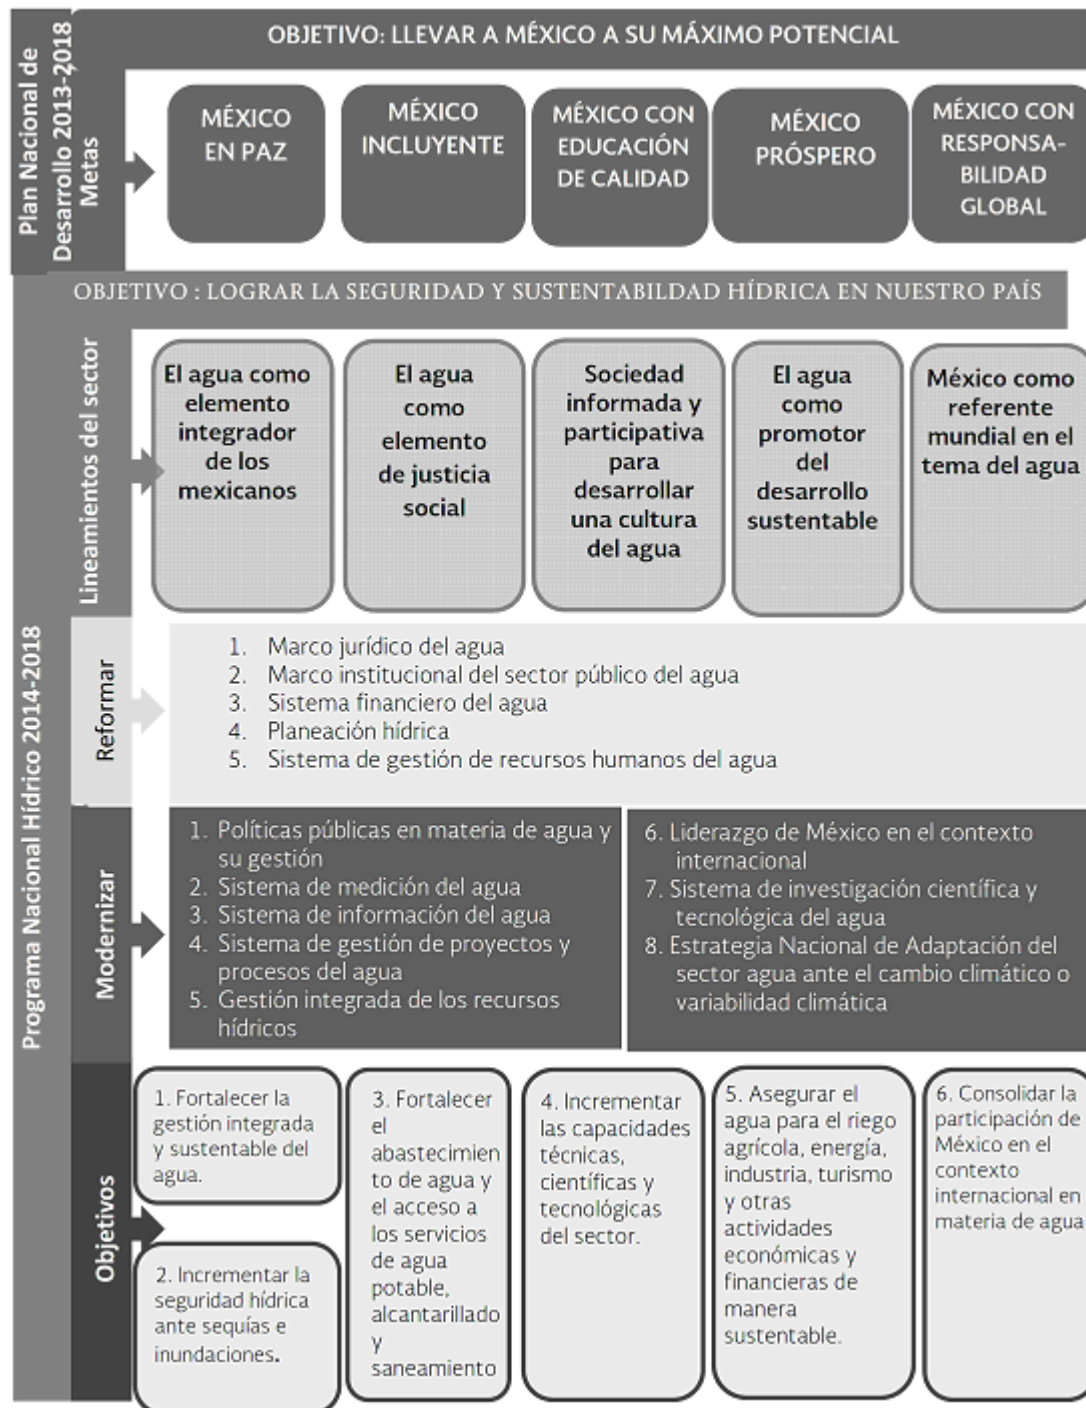 Plan Nacional de
Desarrollo 2013-2018
Metas
OBJETIVO: LLEVAR A MÉXICO A SU MÁXIMO POTENCIAL
MÉXICO
EN PAZ
MÉXICO
INCLUYENTE
MÉXICO CON
EDUCACIÓN
DE CALIDAD
MÉXICO
PRÓSPERO
MÉXICO CON
RESPONSA-
BILIDAD
GLOBAL
Programa Nacional Hídrico 2014-2018
OBJETIVO : LOGRAR LA SEGURIDAD Y SUSTENTABILDAD HÍDRICA EN NUESTRO PAÍS
Lineamientos del sector
El agua como
elemento
integrador
de los
mexicanos
El agua
como
elemento
de justicia
social
Sociedad
informada y
participativa
para
desarrollar
una cultura
del agua
El agua
como
promotor
del
desarrollo
sustentable
México como
referente
mundial en el
tema del agua
Reformar
1. Marco jurídico del agua
2. Marco institucional del sector público del agua
3. Sistema financiero del agua
4. Planeación hídrica
5. Sistema de gestión de recursos humanos del agua
Modernizar
1. Políticas públicas en materia de agua y
su gestión
2. Sistema de medición del agua
3. Sistema de información del agua
4. Sistema de gestión de proyectos y
procesos del agua
5. Gestión integrada de los recursos
hídricos
6. Liderazgo de México en el contexto
internacional
7. Sistema de investigación científica y
tecnológica del agua
8. Estrategia Nacional de Adaptación del
sector agua ante el cambio climático o
variabilidad climática
Objetivos
1. Fortalecer la
gestión integrada
y sustentable del
agua.
2. Incrementar la
seguridad hídrica
ante sequías e
inundaciones.
3. Fortalecer
el
abastecimien
to de agua y
el acceso a
los servicios
de agua
potable,
alcantarillado
y
saneamiento
4. Incrementar
las capacidades
técnicas,
científicas y
tecnológicas
del sector.
5. Asegurar el
agua para el riego
agrícola, energía,
industria, turismo
y otras
actividades
económicas y
financieras de
manera
sustentable.
6. Consolidar la
participación de
México en el
contexto
internacional en
materia de agua